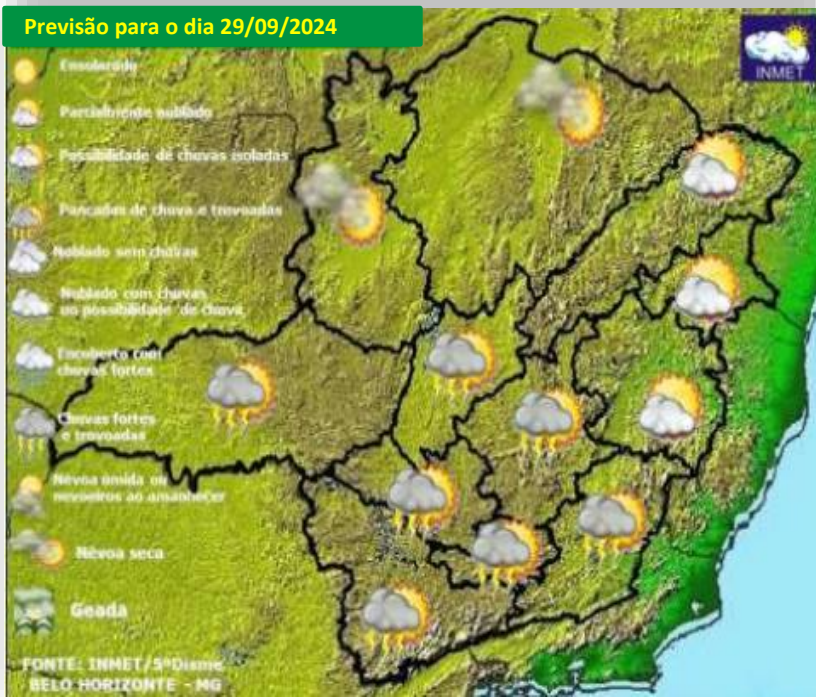 Previsão para o dia 29/09/2024
INMET
Ensolarado
Parcialmente nublado
Possibilidade de chuvas isoladas
Pancadas de chuva e trovoadas
Nublado sem chuvas
Nublado com chuvas
ou possibilidade de chuva
Encoberto com
chuvas fortes
Chuvas fortes
e trovoadas
Névoa úmida ou
nevoeiros ao amanhecer
Névoa seca
Geada
FONTE: INMET/5ºDisme
BELO HORIZONTE - MG